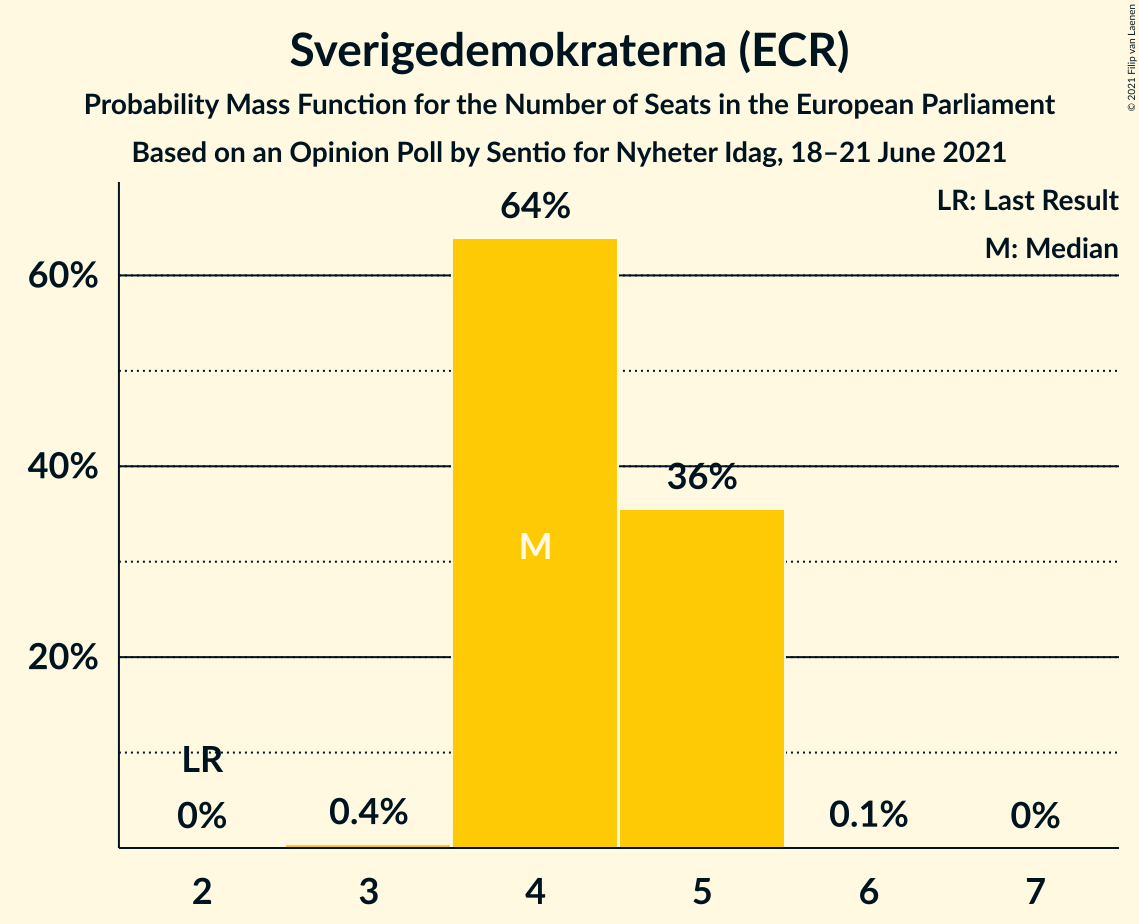 Sverigedemokraterna (ECR)
Probability Mass Function for the Number of Seats in the European Parliament
Based on an Opinion Poll by Sentio for Nyheter Idag, 18–21 June 2021
© 2021 Filip van Laenen
LR: Last Result
M: Median
64%
60%
40%
36%
M
20%
LR
0%
0.4%
0.1%
0%
2 3 4 5 6 7